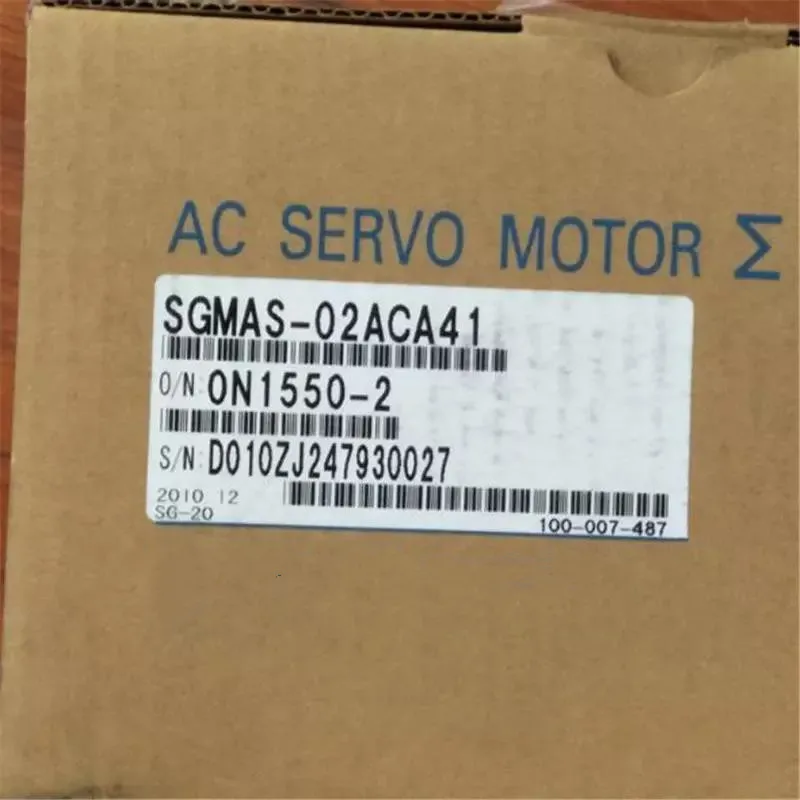 AC SERVO MOTOR Σ
SGMAS-02ACA41
O/N: 0N1550-2
S/N: D010ZJ247930027
2010 12
SG-20
100-007-487